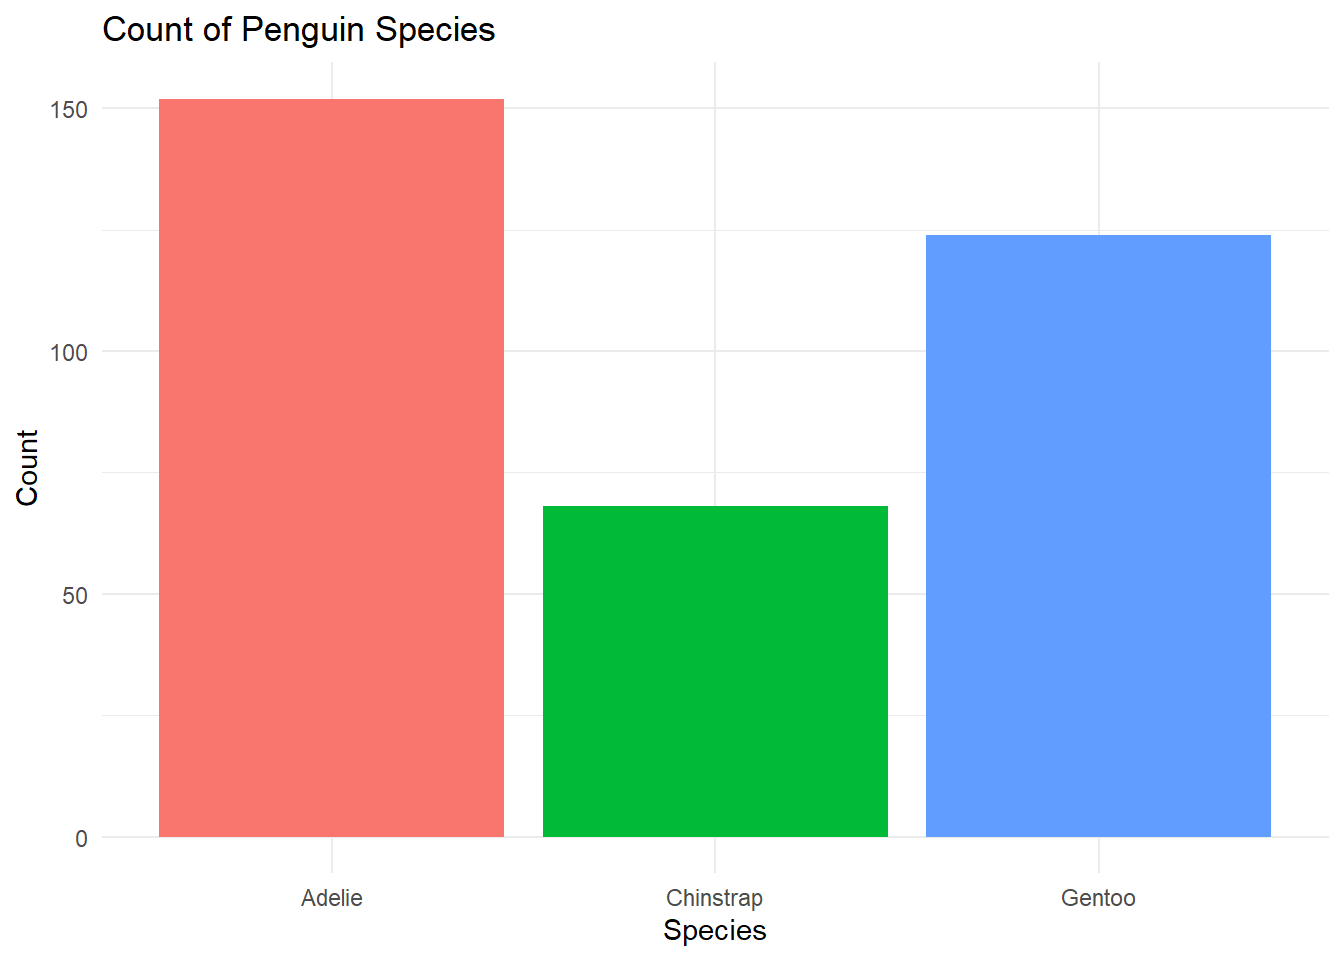 Count of Penguin Species
Count
150
100
50
0
Adelie Chinstrap Gentoo
Species